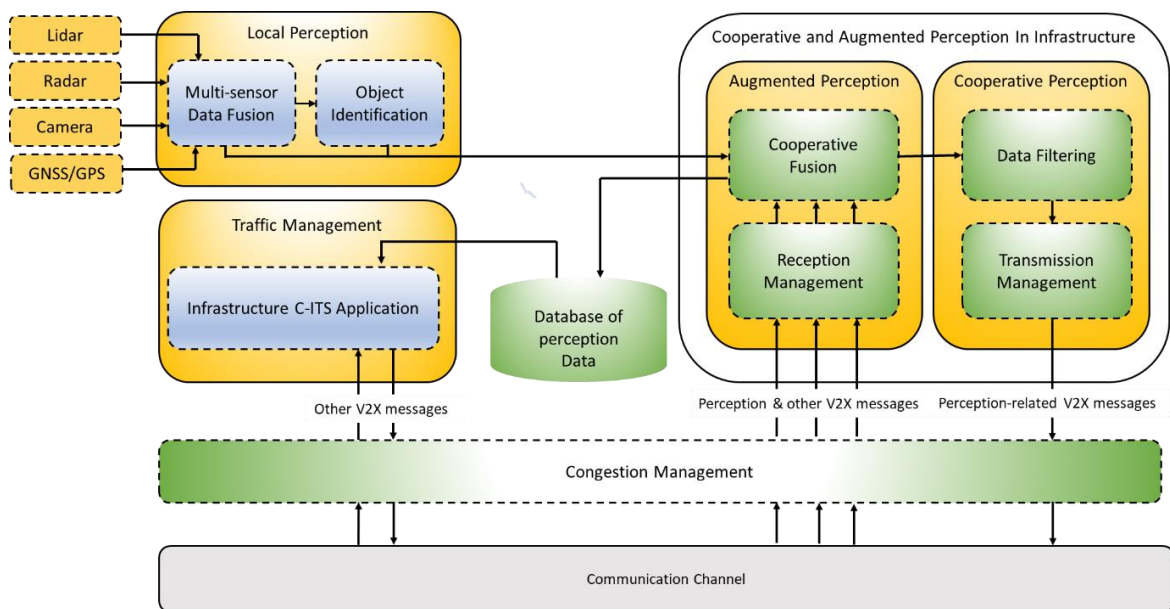 Lidar
Radar
Camera
GNSS/GPS
Local Perception
Multi-sensor
Data Fusion
Object
Identification
Cooperative and Augmented Perception In Infrastructure
Augmented Perception
Cooperative
Fusion
Reception
Management
Cooperative Perception
Data Filtering
Transmission
Management
Traffic Management
Infrastructure C-ITS Application
Database of
perception
Data
Other V2X messages
Perception & other V2X messages
Perception-related V2X messages
Congestion Management
Communication Channel